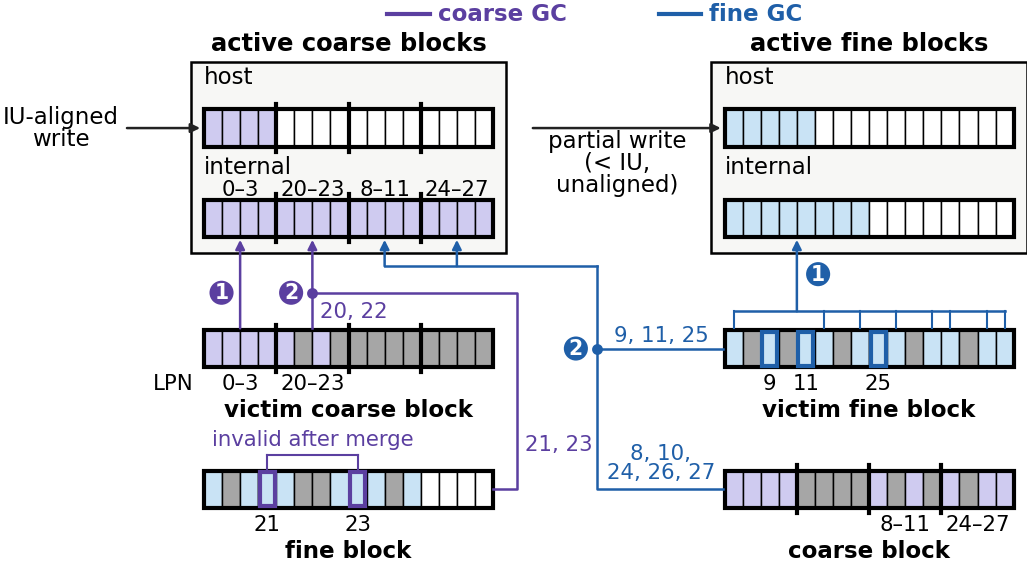 coarse GC
fine GC
active coarse blocks
active fine blocks
host
host
IU-aligned
write
partial write
(< IU,
unaligned)
internal
internal
0–3 20–23 8–11 24–27
1
2
1
20, 22
9, 11, 25
2
LPN 0–3 20–23
9 11 25
victim coarse block
victim fine block
invalid after merge
21, 23
8, 10,
24, 26, 27
21 23
8–11 24–27
fine block
coarse block